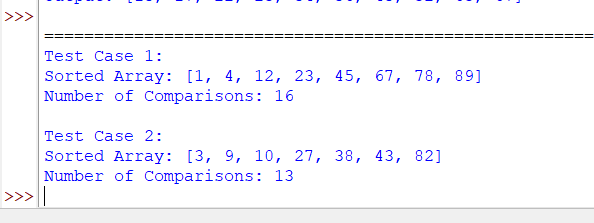 >>>
=====================================================
Test Case 1:
Sorted Array: [1, 4, 12, 23, 45, 67, 78, 89]
Number of Comparisons: 16
Test Case 2:
Sorted Array: [3, 9, 10, 27, 38, 43, 82]
Number of Comparisons: 13
>>>